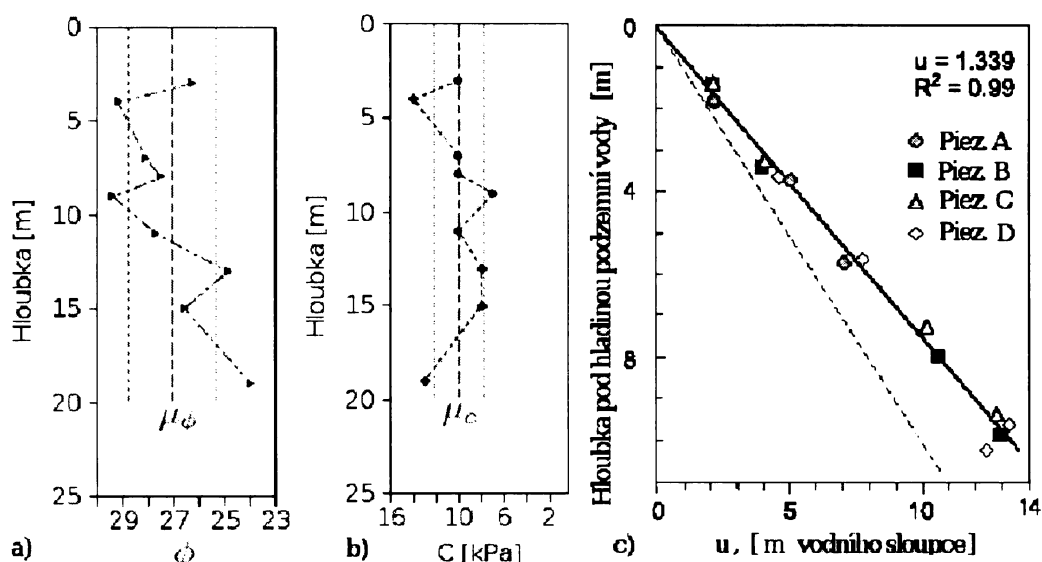 0
5
10
15
20
25
Hloubka [m]
μ_ϕ
29 27 25 23
ϕ
a)
0
5
10
15
20
25
Hloubka [m]
μ_c
16 10 6 2
C [kPa]
b)
0
4
8
Hloubka pod hladinou podzemní vody [m]
u = 1.339
R² = 0.99
Piez. A
Piez. B
Piez. C
Piez. D
0 5 10 14
u, [m vodního sloupce]
c)